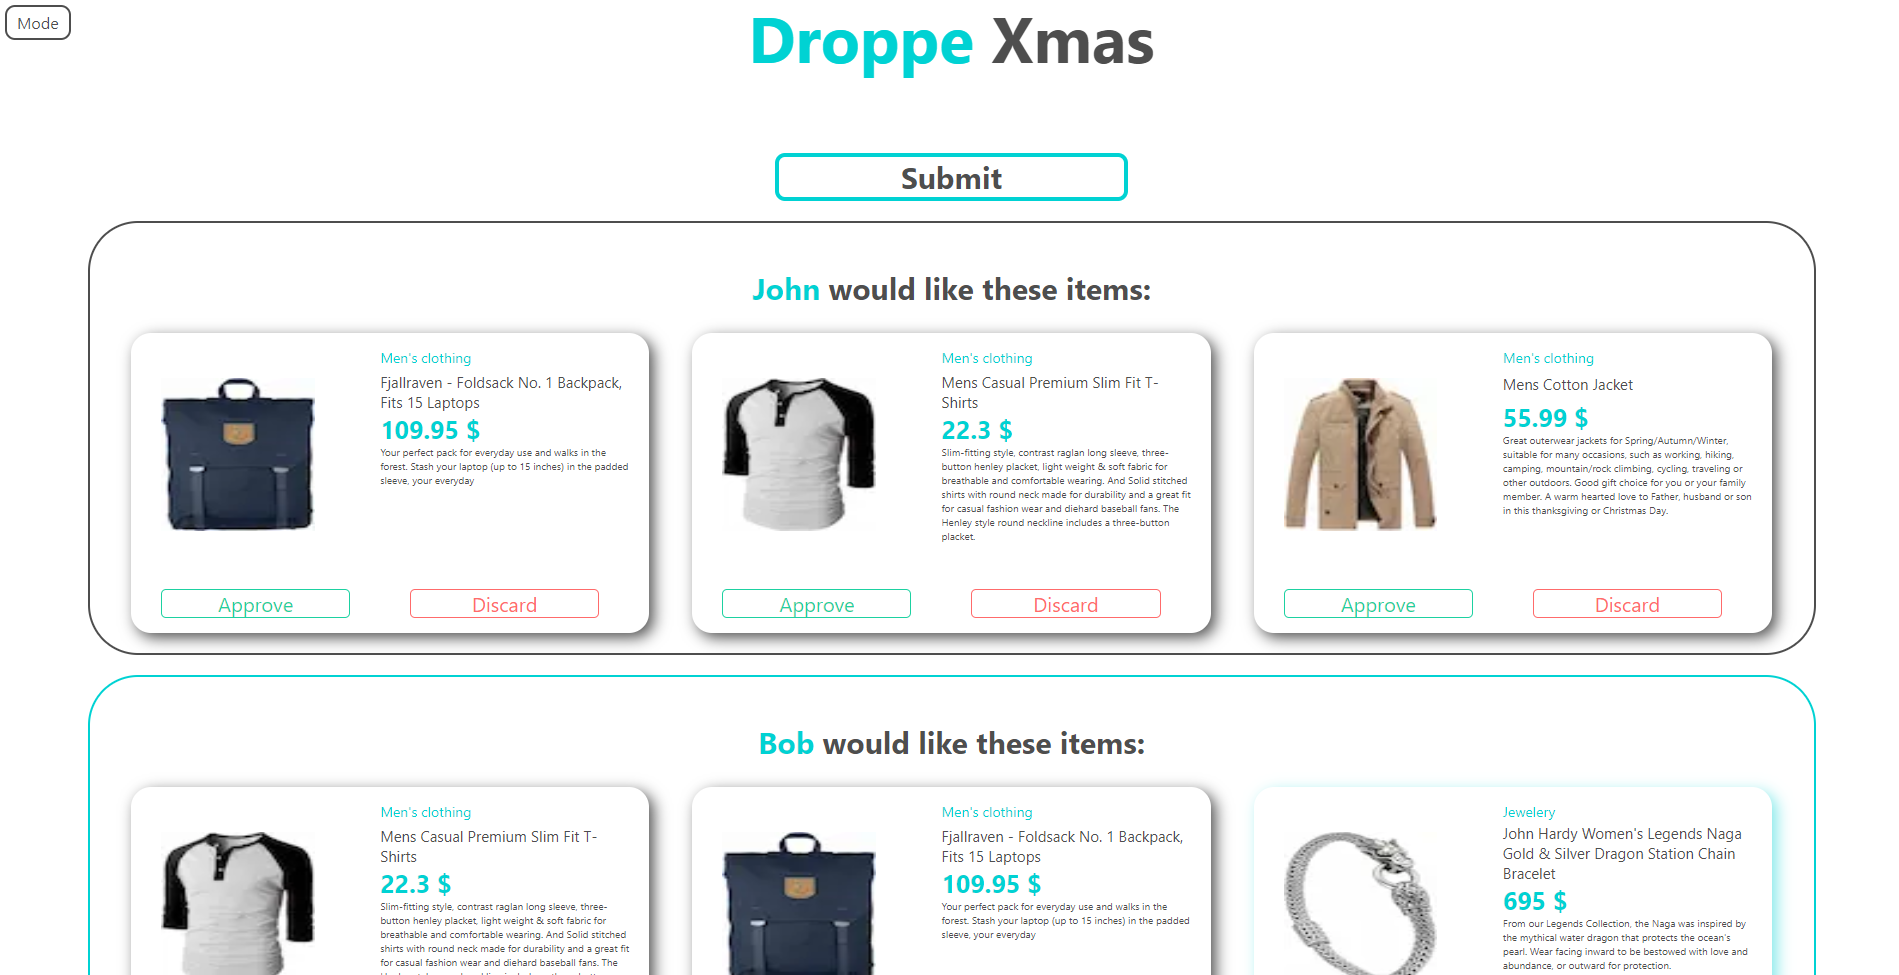 Mode
Droppe Xmas
Submit
John would like these items:
Men's clothing
Fjallraven - Foldsack No. 1 Backpack,
Fits 15 Laptops
109.95 $
Your perfect pack for everyday use and walks in the
forest. Stash your laptop (up to 15 inches) in the padded
sleeve, your everyday
Approve
Discard
Men's clothing
Mens Casual Premium Slim Fit T-
Shirts
22.3 $
Slim-fitting style, contrast raglan long sleeve, three-
button henley placket, light weight & soft fabric for
breathable and comfortable wearing. And Solid stitched
shirts with round neck made for durability and a great fit
for casual fashion wear and diehard baseball fans. The
Henley style round neckline includes a three-button
placket.
Approve
Discard
Men's clothing
Mens Cotton Jacket
55.99 $
Great outerwear jackets for Spring/Autumn/Winter,
suitable for many occasions, such as working, hiking,
camping, mountain/rock climbing, cycling, traveling or
other outdoors. Good gift choice for you or your family
member. A warm hearted love to Father, husband or son
in this thanksgiving or Christmas Day.
Approve
Discard
Bob would like these items:
Men's clothing
Mens Casual Premium Slim Fit T-
Shirts
22.3 $
Slim-fitting style, contrast raglan long sleeve, three-
button henley placket, light weight & soft fabric for
breathable and comfortable wearing. And Solid stitched
shirts with round neck made for durability and a great fit
for casual fashion wear and diehard baseball fans. The
Men's clothing
Fjallraven - Foldsack No. 1 Backpack,
Fits 15 Laptops
109.95 $
Your perfect pack for everyday use and walks in the
forest. Stash your laptop (up to 15 inches) in the padded
sleeve, your everyday
Jewelery
John Hardy Women's Legends Naga
Gold & Silver Dragon Station Chain
Bracelet
695 $
From our Legends Collection, the Naga was inspired by
the mythical water dragon that protects the ocean's
pearl. Wear facing inward to be bestowed with love and
abundance, or outward for protection.